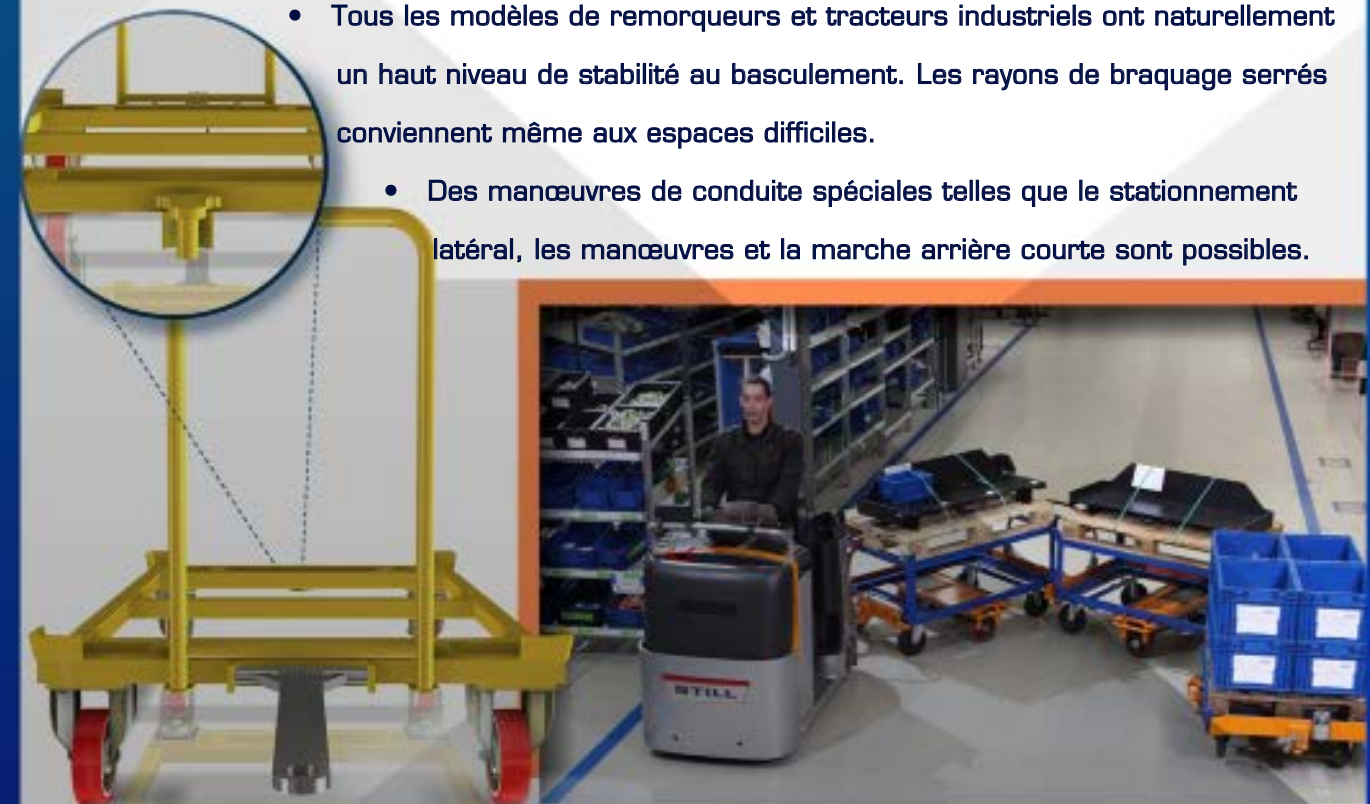 • Tous les modèles de remorqueurs et tracteurs industriels ont naturellement
un haut niveau de stabilité au basculement. Les rayons de braquage serrés
conviennent même aux espaces difficiles.
• Des manœuvres de conduite spéciales telles que le stationnement
latéral, les manœuvres et la marche arrière courte sont possibles.
STILL